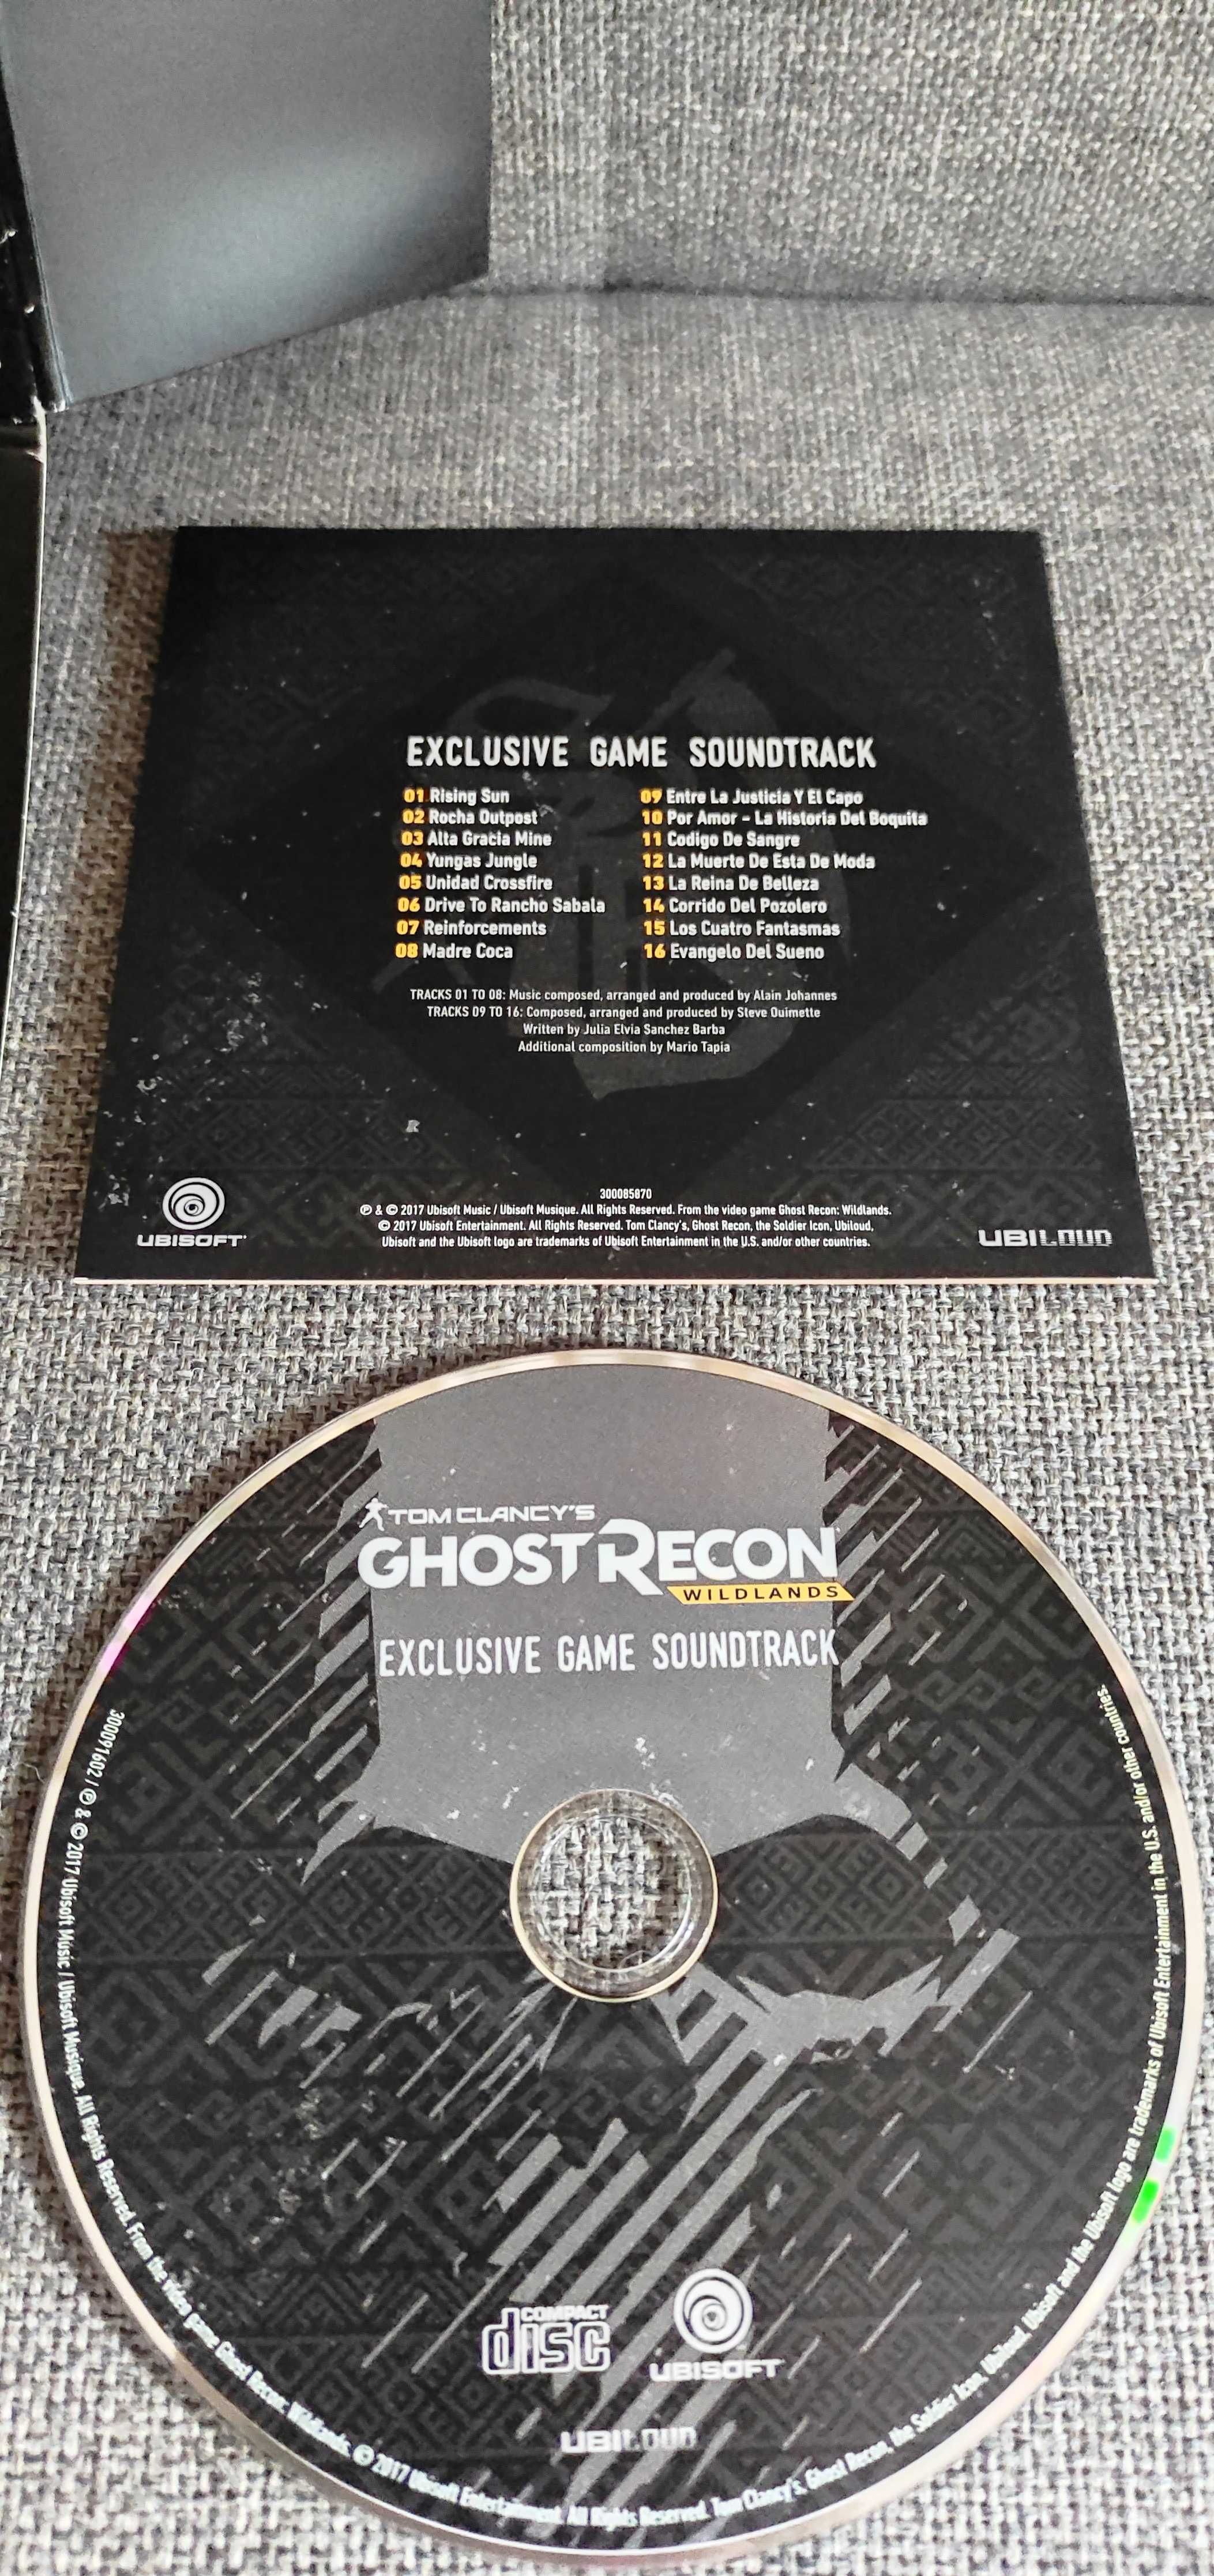 EXCLUSIVE GAME SOUNDTRACK
01 Rising Sun
02 Rocha Outpost
03 Alta Gracia Mine
04 Yungas Jungle
05 Unidad Crossfire
06 Drive To Rancho Sabala
07 Reinforcements
08 Madre Coca
09 Entre La Justicia Y El Capo
10 Por Amor - La Historia Del Boquita
11 Codigo De Sangre
12 La Muerte De Esta De Moda
13 La Reina De Belleza
14 Corrido Del Pozolero
15 Los Cuatro Fantasmas
16 Evangelo Del Sueno
TRACKS 01 TO 08: Music composed, arranged and produced by Alain Johannes
TRACKS 09 TO 16: Composed, arranged and produced by Steve Ouimette
Written by Julia Elvia Sanchez Barba
Additional composition by Mario Tapia
300085870
℗ & © 2017 Ubisoft Music / Ubisoft Musique. All Rights Reserved. From the video game Ghost Recon: Wildlands.
© 2017 Ubisoft Entertainment. All Rights Reserved. Tom Clancy's, Ghost Recon, the Soldier Icon, Ubiloud,
Ubisoft and the Ubisoft logo are trademarks of Ubisoft Entertainment in the U.S. and/or other countries.
UBISOFT
UBILOUD
TOM CLANCY'S
GHOST RECON
WILDLANDS
EXCLUSIVE GAME SOUNDTRACK
COMPACT
disc
UBISOFT
UBILOUD
300091602 / ℗ & © 2017 Ubisoft Music / Ubisoft Musique. All Rights Reserved. From the video game Ghost Recon: Wildlands. © 2017 Ubisoft Entertainment. All Rights Reserved. Tom Clancy's, Ghost Recon, the Soldier Icon, Ubiloud, Ubisoft and the Ubisoft logo are trademarks of Ubisoft Entertainment in the U.S. and/or other countries.